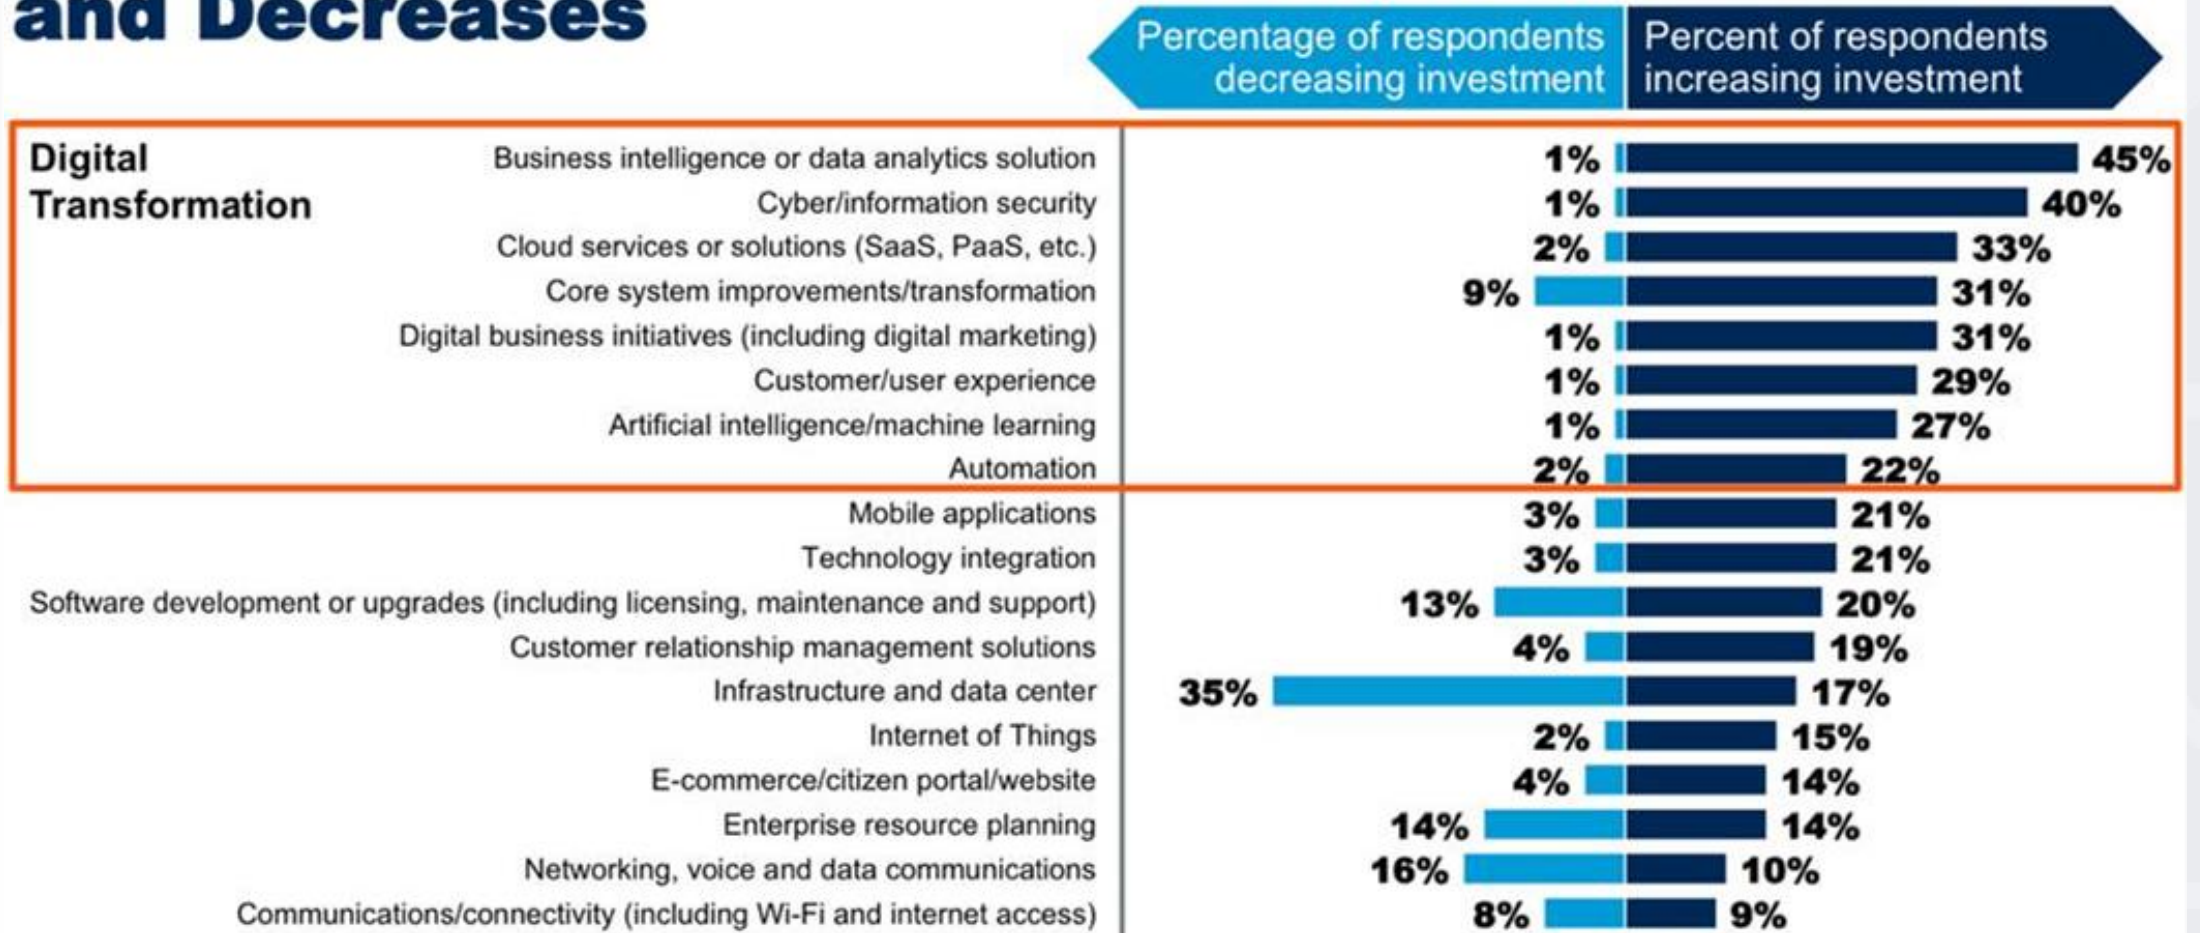 and Decreases
Percentage of respondents
decreasing investment
Percent of respondents
increasing investment
Digital
Transformation
Business intelligence or data analytics solution 1% 45%
Cyber/information security 1% 40%
Cloud services or solutions (SaaS, PaaS, etc.) 2% 33%
Core system improvements/transformation 9% 31%
Digital business initiatives (including digital marketing) 1% 31%
Customer/user experience 1% 29%
Artificial intelligence/machine learning 1% 27%
Automation 2% 22%
Mobile applications 3% 21%
Technology integration 3% 21%
Software development or upgrades (including licensing, maintenance and support) 13% 20%
Customer relationship management solutions 4% 19%
Infrastructure and data center 35% 17%
Internet of Things 2% 15%
E-commerce/citizen portal/website 4% 14%
Enterprise resource planning 14% 14%
Networking, voice and data communications 16% 10%
Communications/connectivity (including Wi-Fi and internet access) 8% 9%